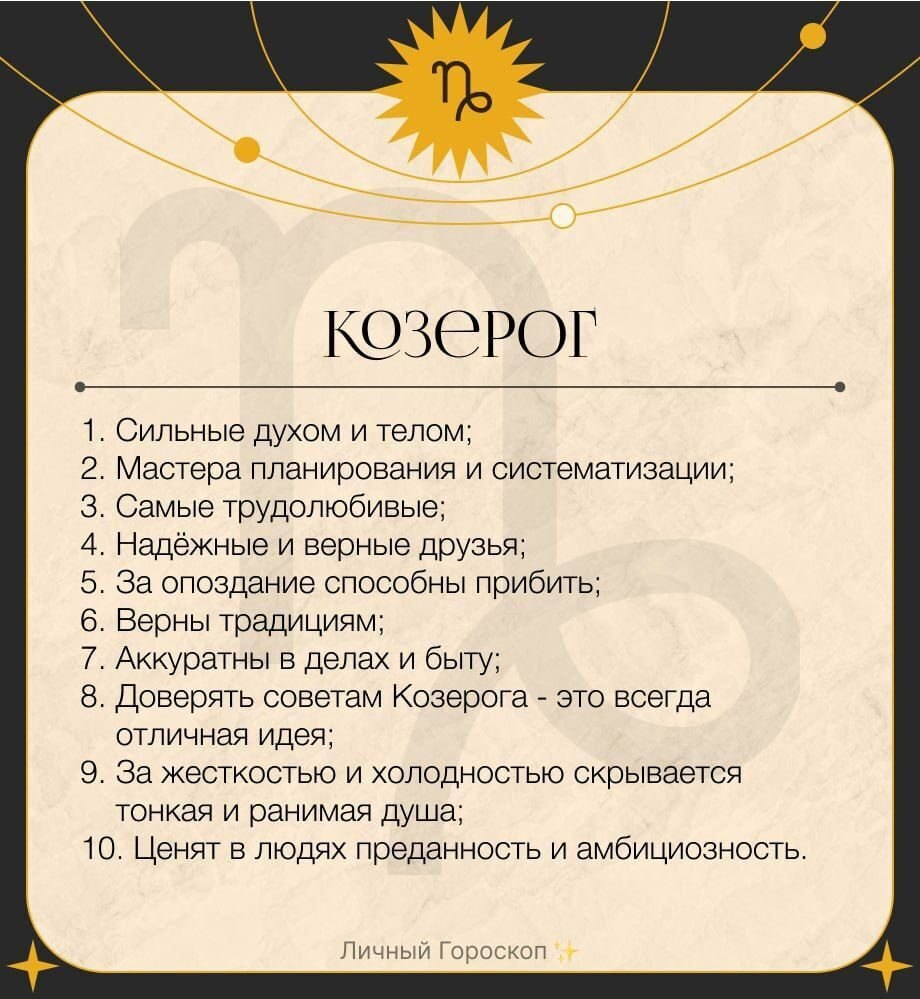 Козерог
1. Сильные духом и телом;
2. Мастера планирования и систематизации;
3. Самые трудолюбивые;
4. Надёжные и верные друзья;
5. За опоздание способны прибить;
6. Верны традициям;
7. Аккуратны в делах и быту;
8. Доверять советам Козерога - это всегда
отличная идея;
9. За жесткостью и холодностью скрывается
тонкая и ранимая душа;
10. Ценят в людях преданность и амбициозность.
Личный Гороскоп ✨